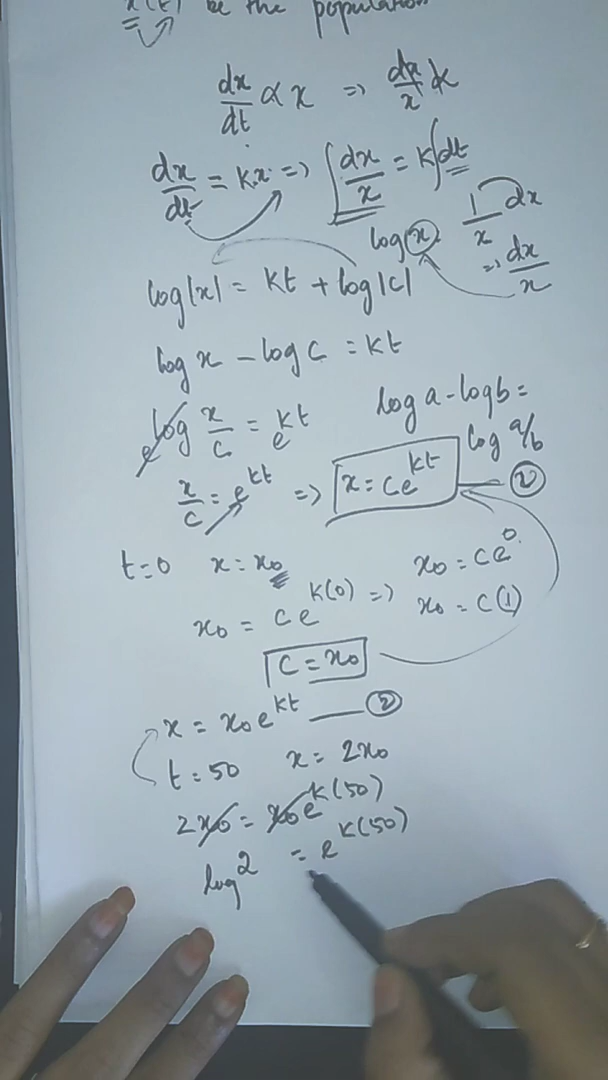 x(t) be the population
dx/dt ∝ x => dx/x k
dx/dt = K.x => ∫dx/x = K∫dt
log(x). 1/x dx
=> dx/x
log|x| = Kt + log|c|
log x - log c = Kt
log x/c = e^kt log a - log b =
e log a/b
x/c = e^kt => x = ce^kt
t=0 x = x₀ x₀ = ce^0.
x₀ = ce^K(0) => x₀ = c(1)
c = x₀
x = x₀e^kt — ②
t = 50 x = 2x₀
2x₀ = x₀e^K(50)
log 2 = e^K(50)